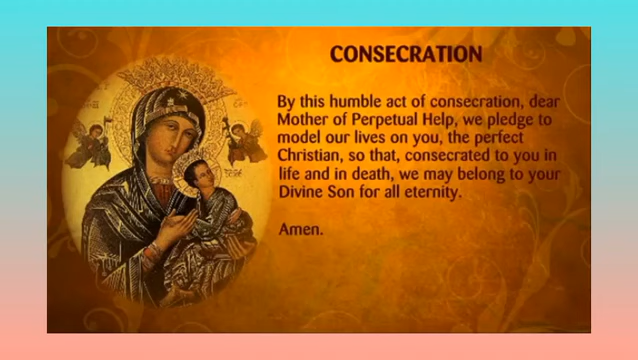 CONSECRATION
By this humble act of consecration, dear
Mother of Perpetual Help, we pledge to
model our lives on you, the perfect
Christian, so that, consecrated to you in
life and in death, we may belong to your
Divine Son for all eternity.
Amen.